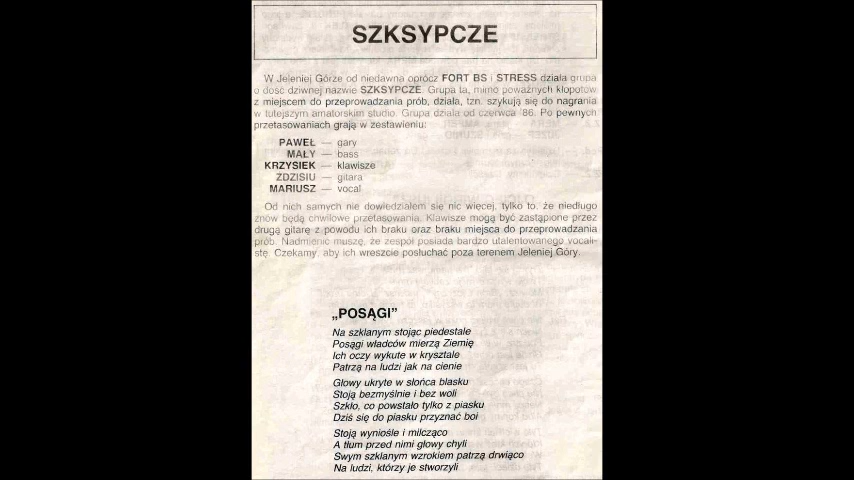 SZKSYPCZE
W Jeleniej Górze od niedawna oprócz FORT BS i STRESS działa grupa
o dość dziwnej nazwie SZKSYPCZE. Grupa ta, mimo poważnych kłopotów
z miejscem do przeprowadzania prób, działa, tzn. szykują się do nagrania
w tutejszym amatorskim studio. Grupa działa od czerwca '86. Po pewnych
przetasowaniach grają w zestawieniu:
PAWEŁ — gary
MAŁY — bass
KRZYSIEK — klawisze
ZDZISIU — gitara
MARIUSZ — vocal
Od nich samych nie dowiedziałem się nic więcej, tylko to, że niedługo
znów będą chwilowe przetasowania. Klawisze mogą być zastąpione przez
drugą gitarę z powodu ich braku oraz braku miejsca do przeprowadzania
prób. Nadmienić muszę, że zespół posiada bardzo utalentowanego vocali-
stę. Czekamy, aby ich wreszcie posłuchać poza terenem Jeleniej Góry.
„POSĄGI”
Na szklanym stojąc piedestale
Posągi władców mierzą Ziemię
Ich oczy wykute w krysztale
Patrzą na ludzi jak na cienie
Głowy ukryte w słońca blasku
Stoją bezmyślnie i bez woli
Szkło, co powstało tylko z piasku
Dziś się do piasku przyznać boi
Stoją wyniośle i milcząco
A tłum przed nimi głowy chyli
Swym szklanym wzrokiem patrzą drwiąco
Na ludzi, którzy je stworzyli